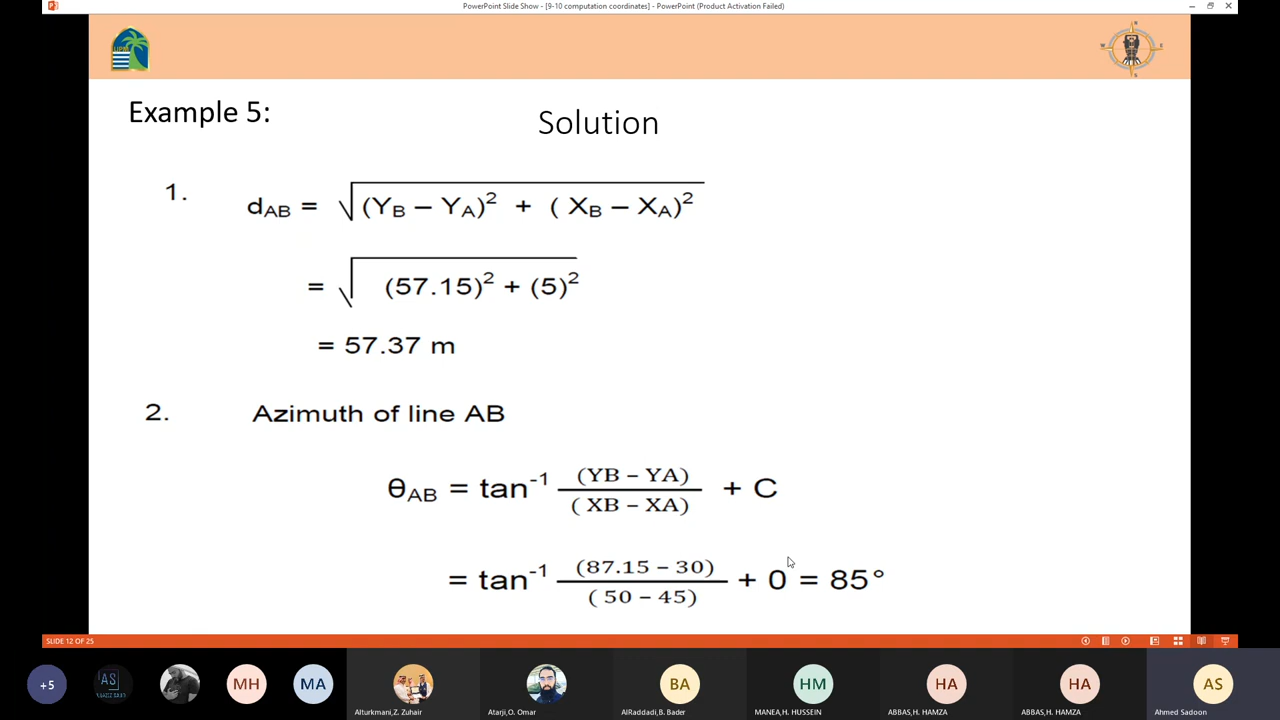 PowerPoint Slide Show - [9-10 computation coordinates] - PowerPoint (Product Activation Failed)
UPM
N
W E
S
Example 5:
Solution
1. dAB = √(YB – YA)² + ( XB – XA)²
= √ (57.15)² + (5)²
= 57.37 m
2. Azimuth of line AB
θAB = tan⁻¹ (YB – YA) / ( XB – XA) + C
= tan⁻¹ (87.15 – 30) / ( 50 – 45) + 0 = 85°
SLIDE 12 OF 25
+5
AS
MH
MA
BA
HM
HA
HA
AS
Alturkmani,Z. Zuhair
Atarji,O. Omar
AlRaddadi,B. Bader
MANEA,H. HUSSEIN
ABBAS,H. HAMZA
ABBAS,H. HAMZA
Ahmed Sadoon